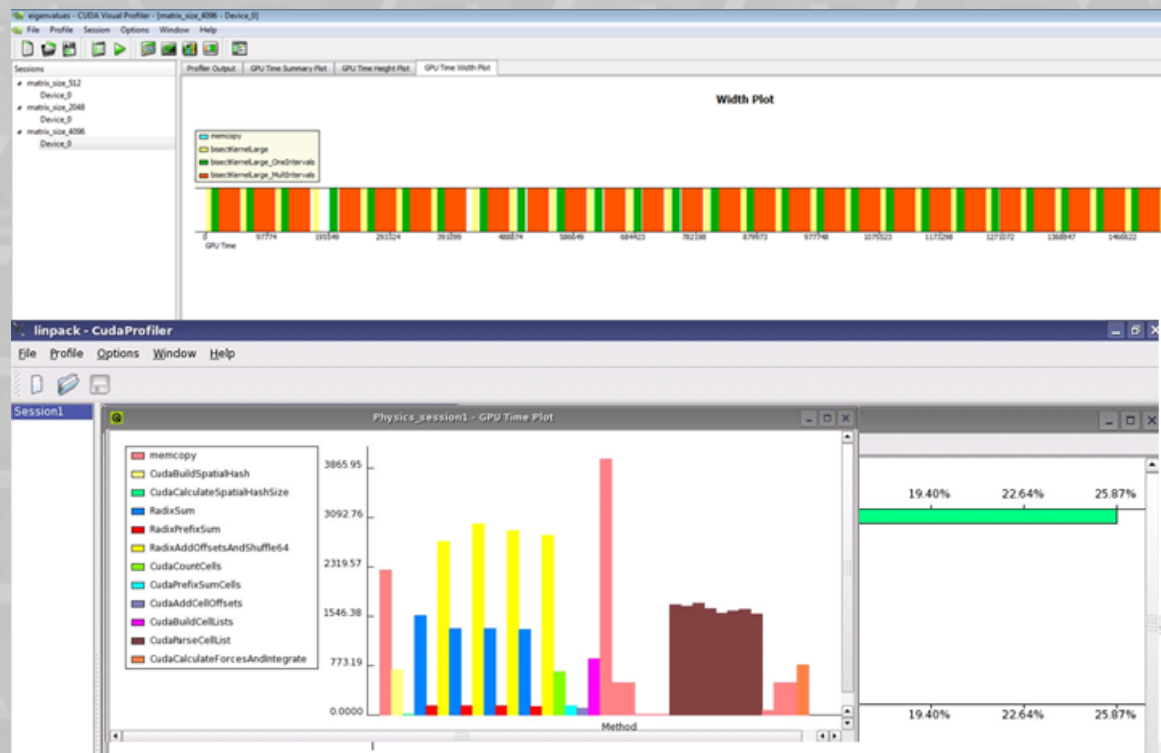 eigenvalues - CUDA Visual Profiler - [matrix_size_4096 - Device_0]
File Profile Session Options Window Help
Sessions
matrix_size_512
Device_0
matrix_size_2048
Device_0
matrix_size_4096
Device_0
Profiler Output GPU Time Summary Plot GPU Time Height Plot GPU Time Width Plot
Width Plot
memcopy
bisectKernelLarge
bisectKernelLarge_OneIntervals
bisectKernelLarge_MultIntervals
0 97774 195549 293324 391099 488874 586649 684423 782198 879973 977748 1075523 1173298 1271072 1368847 1466622
GPU Time
linpack - CudaProfiler
File Profile Options Window Help
Session1
Physics_session1 - GPU Time Plot
memcopy
CudaBuildSpatialHash
CudaCalculateSpatialHashSize
RadixSum
RadixPrefixSum
RadixAddOffsetsAndShuffle64
CudaCountCells
CudaPrefixSumCells
CudaAddCellOffsets
CudaBuildCellLists
CudaParseCellList
CudaCalculateForcesAndIntegrate
3865.95
3092.76
2319.57
1546.38
773.19
0.0000
Method
19.40% 22.64% 25.87%
19.40% 22.64% 25.87%